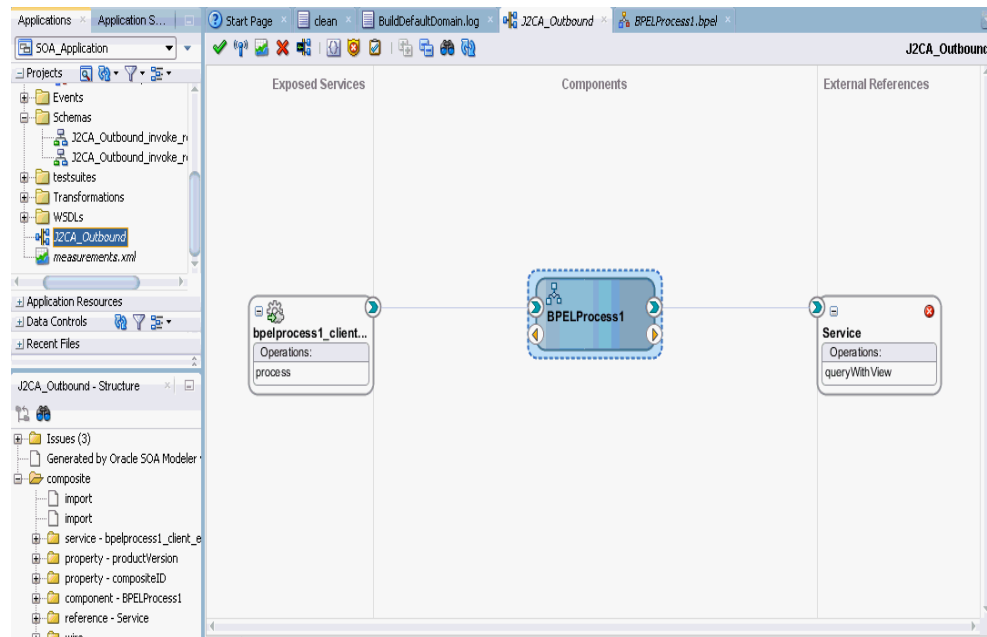 Applications
Application S...
Start Page
clean
BuildDefaultDomain.log
J2CA_Outbound
BPELProcess1.bpel
SOA_Application
Projects
Events
Schemas
J2CA_Outbound_invoke_r
J2CA_Outbound_invoke_r
testsuites
Transformations
WSDLs
J2CA_Outbound
measurements.xml
Application Resources
Data Controls
Recent Files
J2CA_Outbound - Structure
Issues (3)
Generated by Oracle SOA Modeler
composite
import
import
service - bpelprocess1_client_e
property - productVersion
property - compositeID
component - BPELProcess1
reference - Service
J2CA_Outbound
Exposed Services
Components
External References
bpelprocess1_client...
Operations:
process
BPELProcess1
Service
Operations:
queryWithView